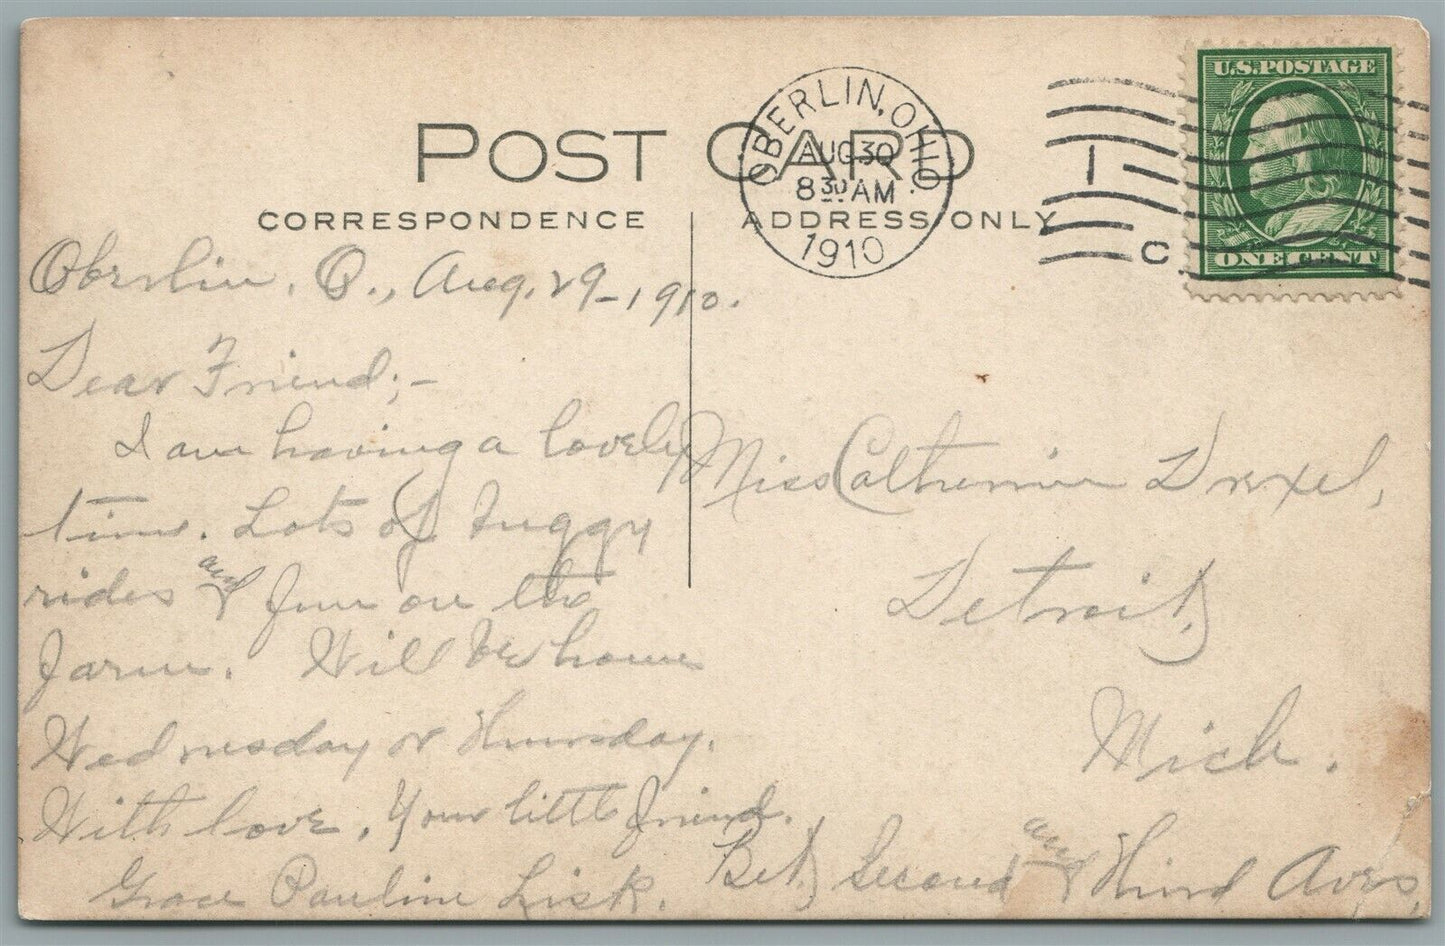 POST CARD
CORRESPONDENCE
ADDRESS ONLY
OBERLIN, OHIO
AUG 30
8 30 AM
1910
1
C
U.S. POSTAGE
ONE CENT
Oberlin, O., Aug. 29-1910.
Dear Friend;-
I am having a lovely
time. Lots of buggy
rides and & fun on the
farm. Will be home
Wednesday or Thursday.
With love, Your little friend.
Grace Pauline Lisk.
Miss Catherine Drexel,
Detroit,
Mich.
Bet, Second and & Third Aves,